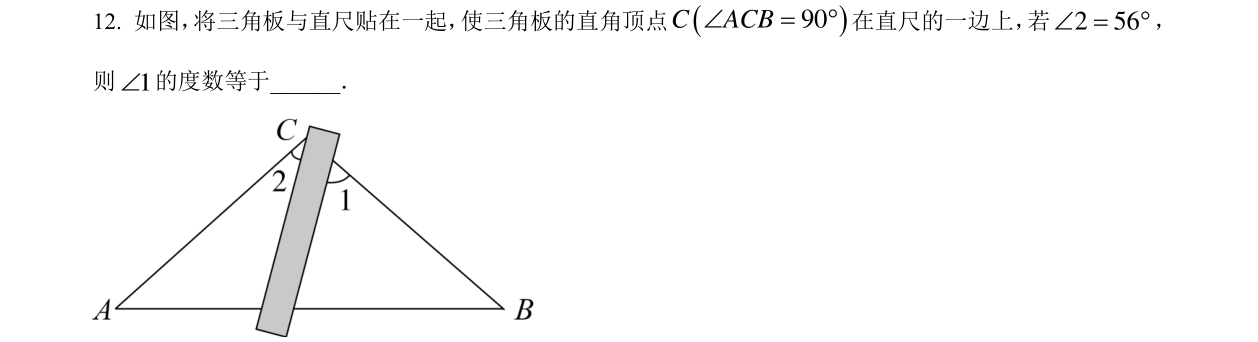 12. 如图,将三角板与直尺贴在一起,使三角板的直角顶点C(∠ACB=90°)在直尺的一边上,若∠2=56°,
则∠1的度数等于______.
C
2
1
A
B